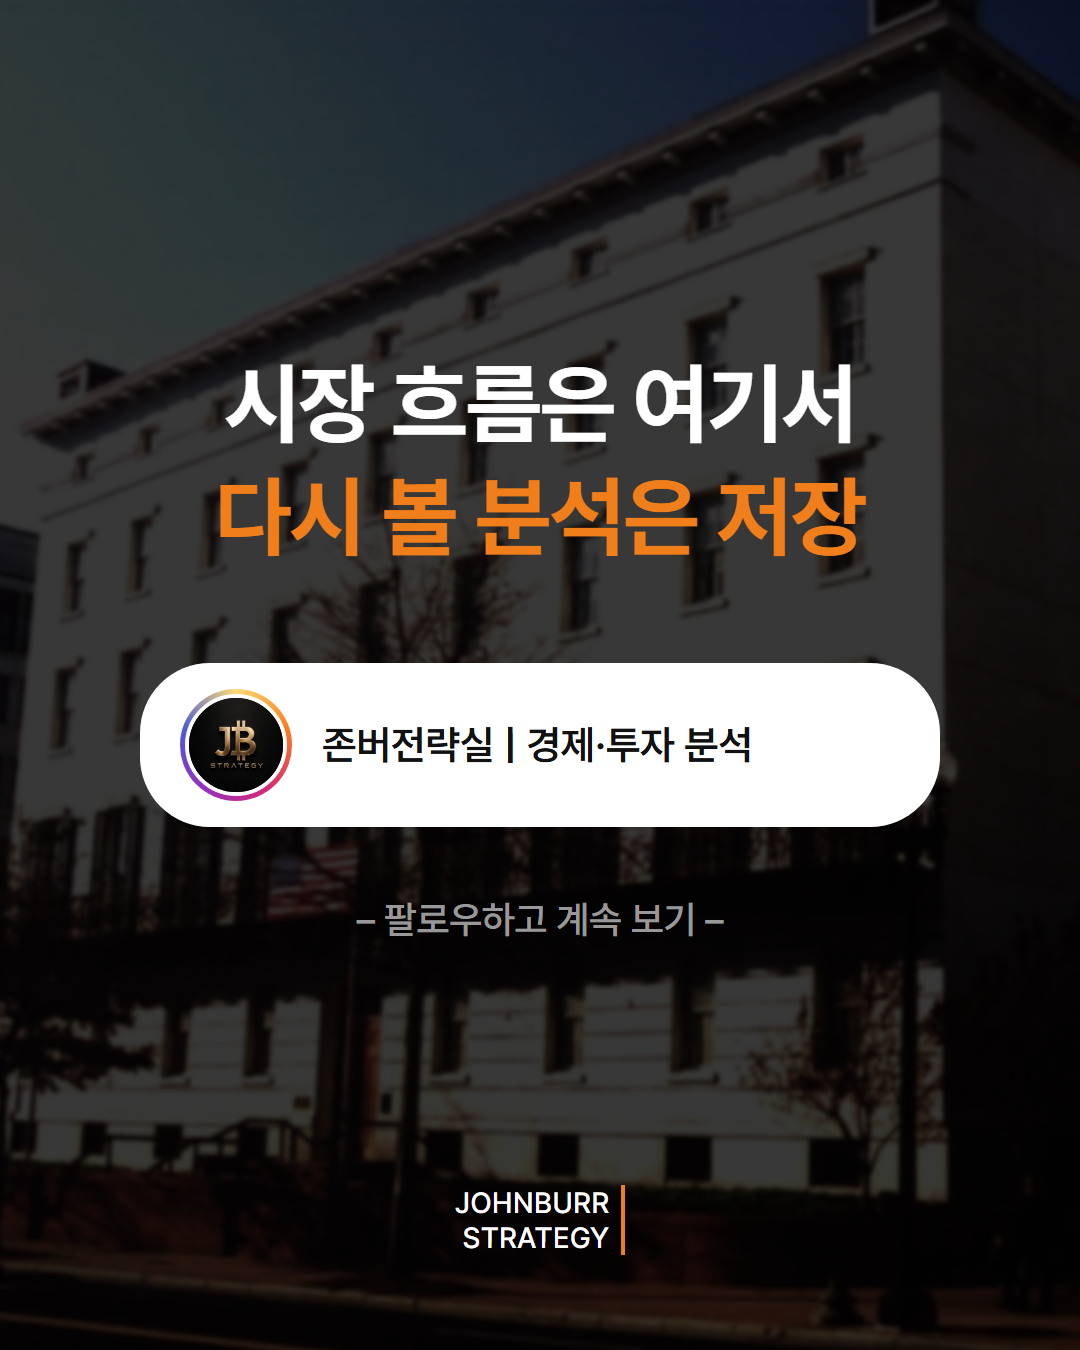 시장 흐름은 여기서
다시 볼 분석은 저장
JB
STRATEGY
존버전략실 | 경제·투자 분석
– 팔로우하고 계속 보기 –
JOHNBURR
STRATEGY